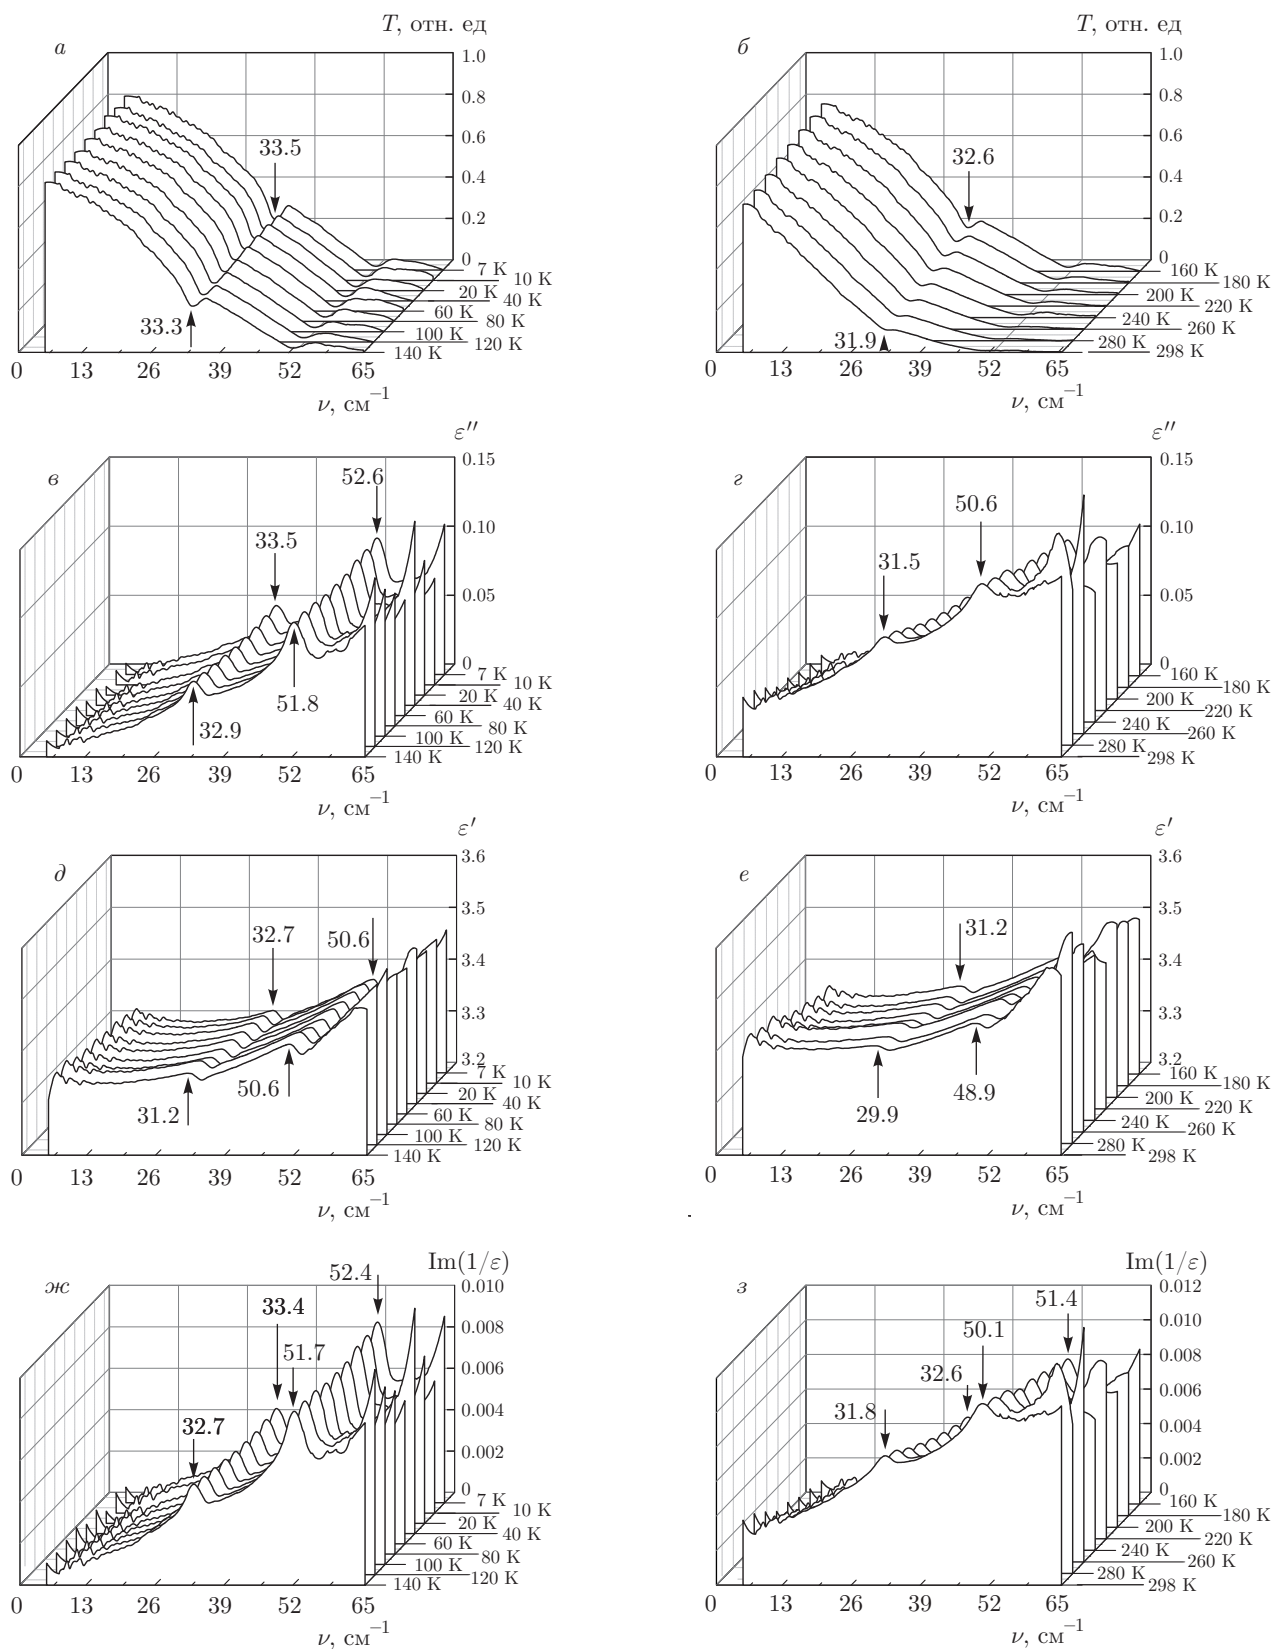 T, отн. ед
а
1.0
0.8
0.6
0.4
0.2
0
33.5
33.3
7 K
10 K
20 K
40 K
60 K
80 K
100 K
120 K
140 K
0 13 26 39 52 65
ν, см⁻¹
T, отн. ед
б
1.0
0.8
0.6
0.4
0.2
0
32.6
31.9
160 K
180 K
200 K
220 K
240 K
260 K
280 K
298 K
0 13 26 39 52 65
ν, см⁻¹
ε′′
в
0.15
0.10
0.05
0
52.6
33.5
51.8
32.9
7 K
10 K
20 K
40 K
60 K
80 K
100 K
120 K
140 K
0 13 26 39 52 65
ν, см⁻¹
ε′′
г
0.15
0.10
0.05
0
50.6
31.5
160 K
180 K
200 K
220 K
240 K
260 K
280 K
298 K
0 13 26 39 52 65
ν, см⁻¹
ε′
д
3.6
3.5
3.4
3.3
3.2
32.7
50.6
50.6
31.2
7 K
10 K
20 K
40 K
60 K
80 K
100 K
120 K
140 K
0 13 26 39 52 65
ν, см⁻¹
ε′
е
3.6
3.5
3.4
3.3
3.2
31.2
48.9
29.9
160 K
180 K
200 K
220 K
240 K
260 K
280 K
298 K
0 13 26 39 52 65
ν, см⁻¹
Im(1/ε)
ж
0.010
0.008
0.006
0.004
0.002
0
52.4
33.4
51.7
32.7
7 K
10 K
20 K
40 K
60 K
80 K
100 K
120 K
140 K
0 13 26 39 52 65
ν, см⁻¹
Im(1/ε)
з
0.012
0.010
0.008
0.006
0.004
0.002
0
51.4
50.1
32.6
31.8
160 K
180 K
200 K
220 K
240 K
260 K
280 K
298 K
0 13 26 39 52 65
ν, см⁻¹